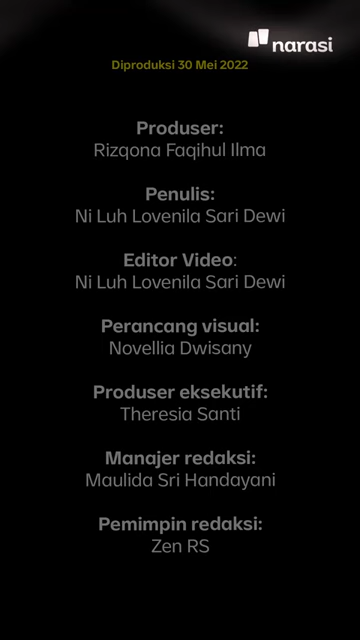 narasi
Diproduksi 30 Mei 2022
Produser:
Rizqona Faqihul Ilma
Penulis:
Ni Luh Lovenila Sari Dewi
Editor Video:
Ni Luh Lovenila Sari Dewi
Perancang visual:
Novellia Dwisany
Produser eksekutif:
Theresia Santi
Manajer redaksi:
Maulida Sri Handayani
Pemimpin redaksi:
Zen RS